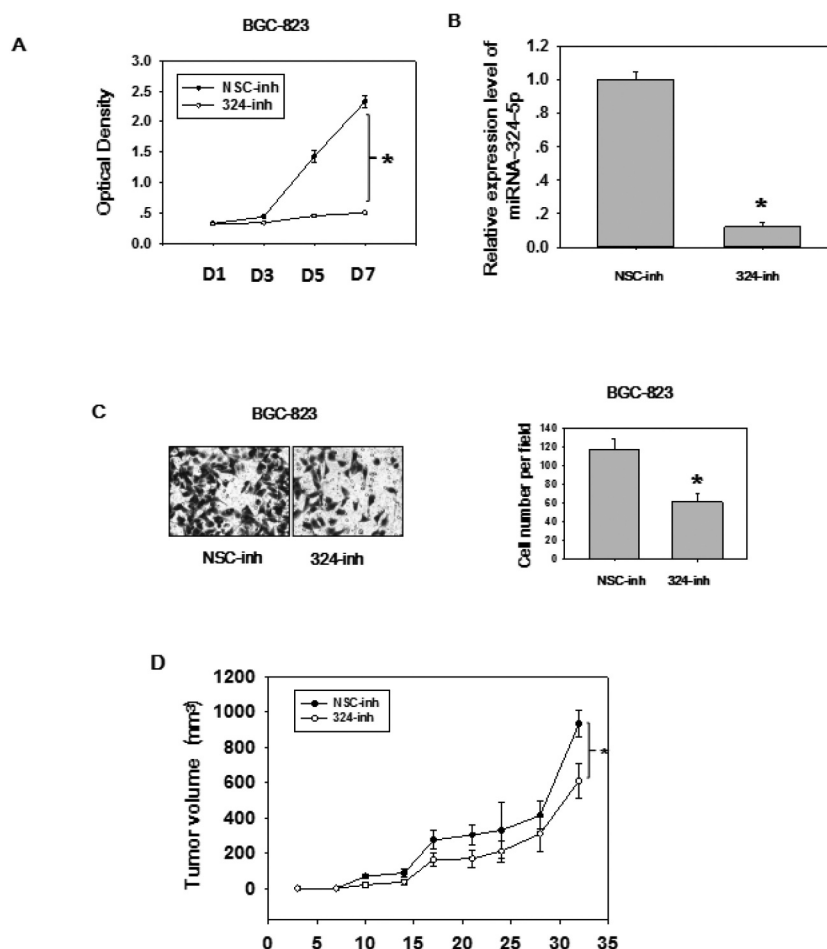 A
BGC-823
Optical Density
3.0
2.5
2.0
1.5
1.0
.5
0.0
NSC-inh
324-inh
*
D1 D3 D5 D7
B
Relative expression level of
miRNA-324-5p
1.0
.8
.6
.4
.2
0.0
*
NSC-inh 324-inh
C
BGC-823
NSC-inh 324-inh
BGC-823
Cell number per field
140
120
100
80
60
40
20
0
*
NSC-inh 324-inh
D
Tumor volume (mm³)
1200
1000
800
600
400
200
0
NSC-inh
324-inh
*
0 5 10 15 20 25 30 35